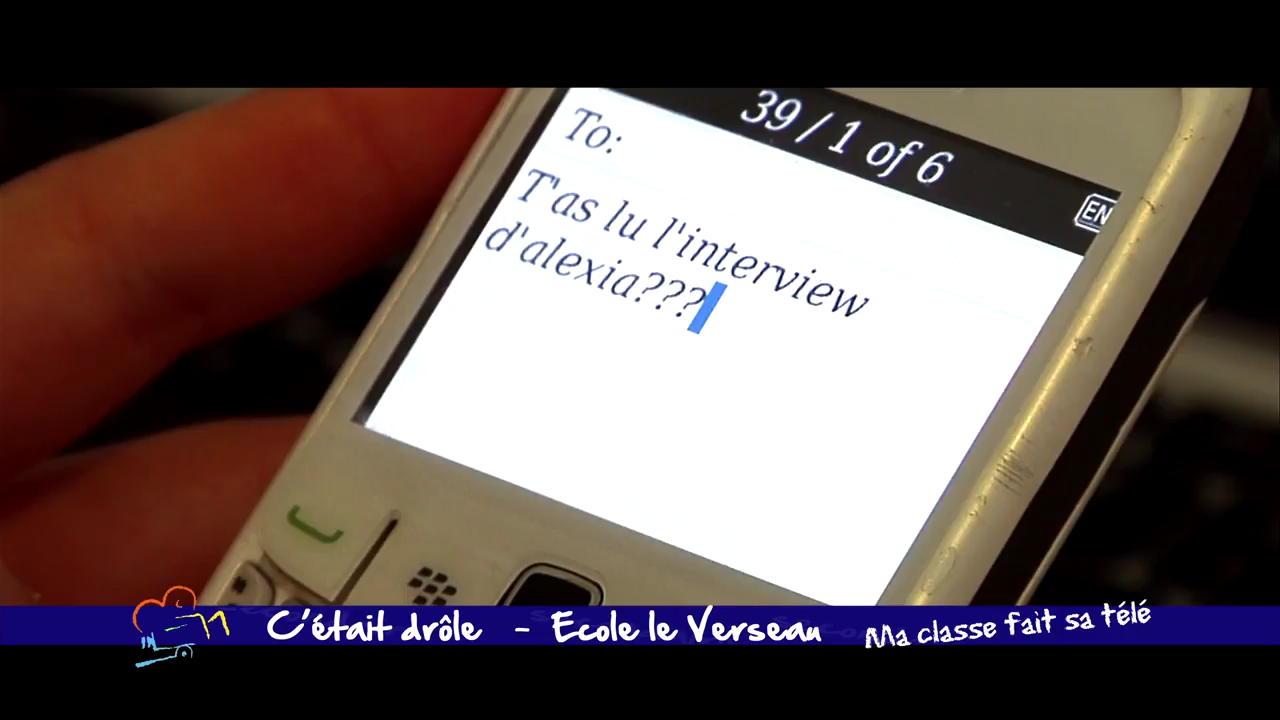 39 / 1 of 6
EN
To:
T'as lu l'interview
d'alexia???
C'était drôle - Ecole le Verseau
Ma classe fait sa télé